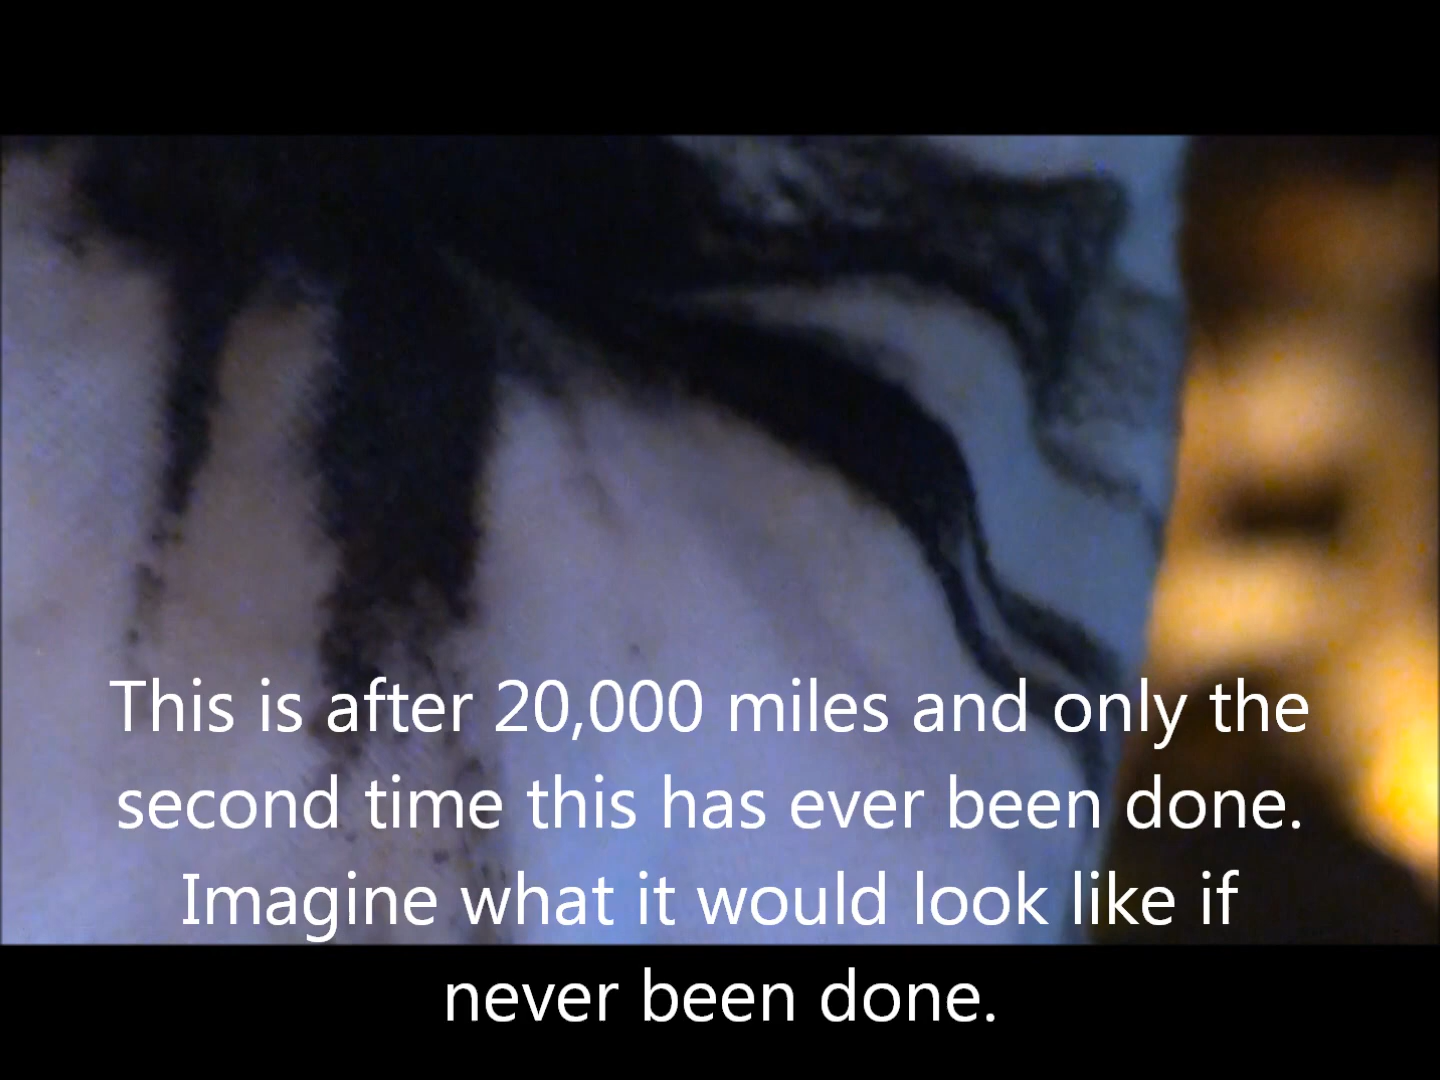 This is after 20,000 miles and only the
second time this has ever been done.
Imagine what it would look like if
never been done.